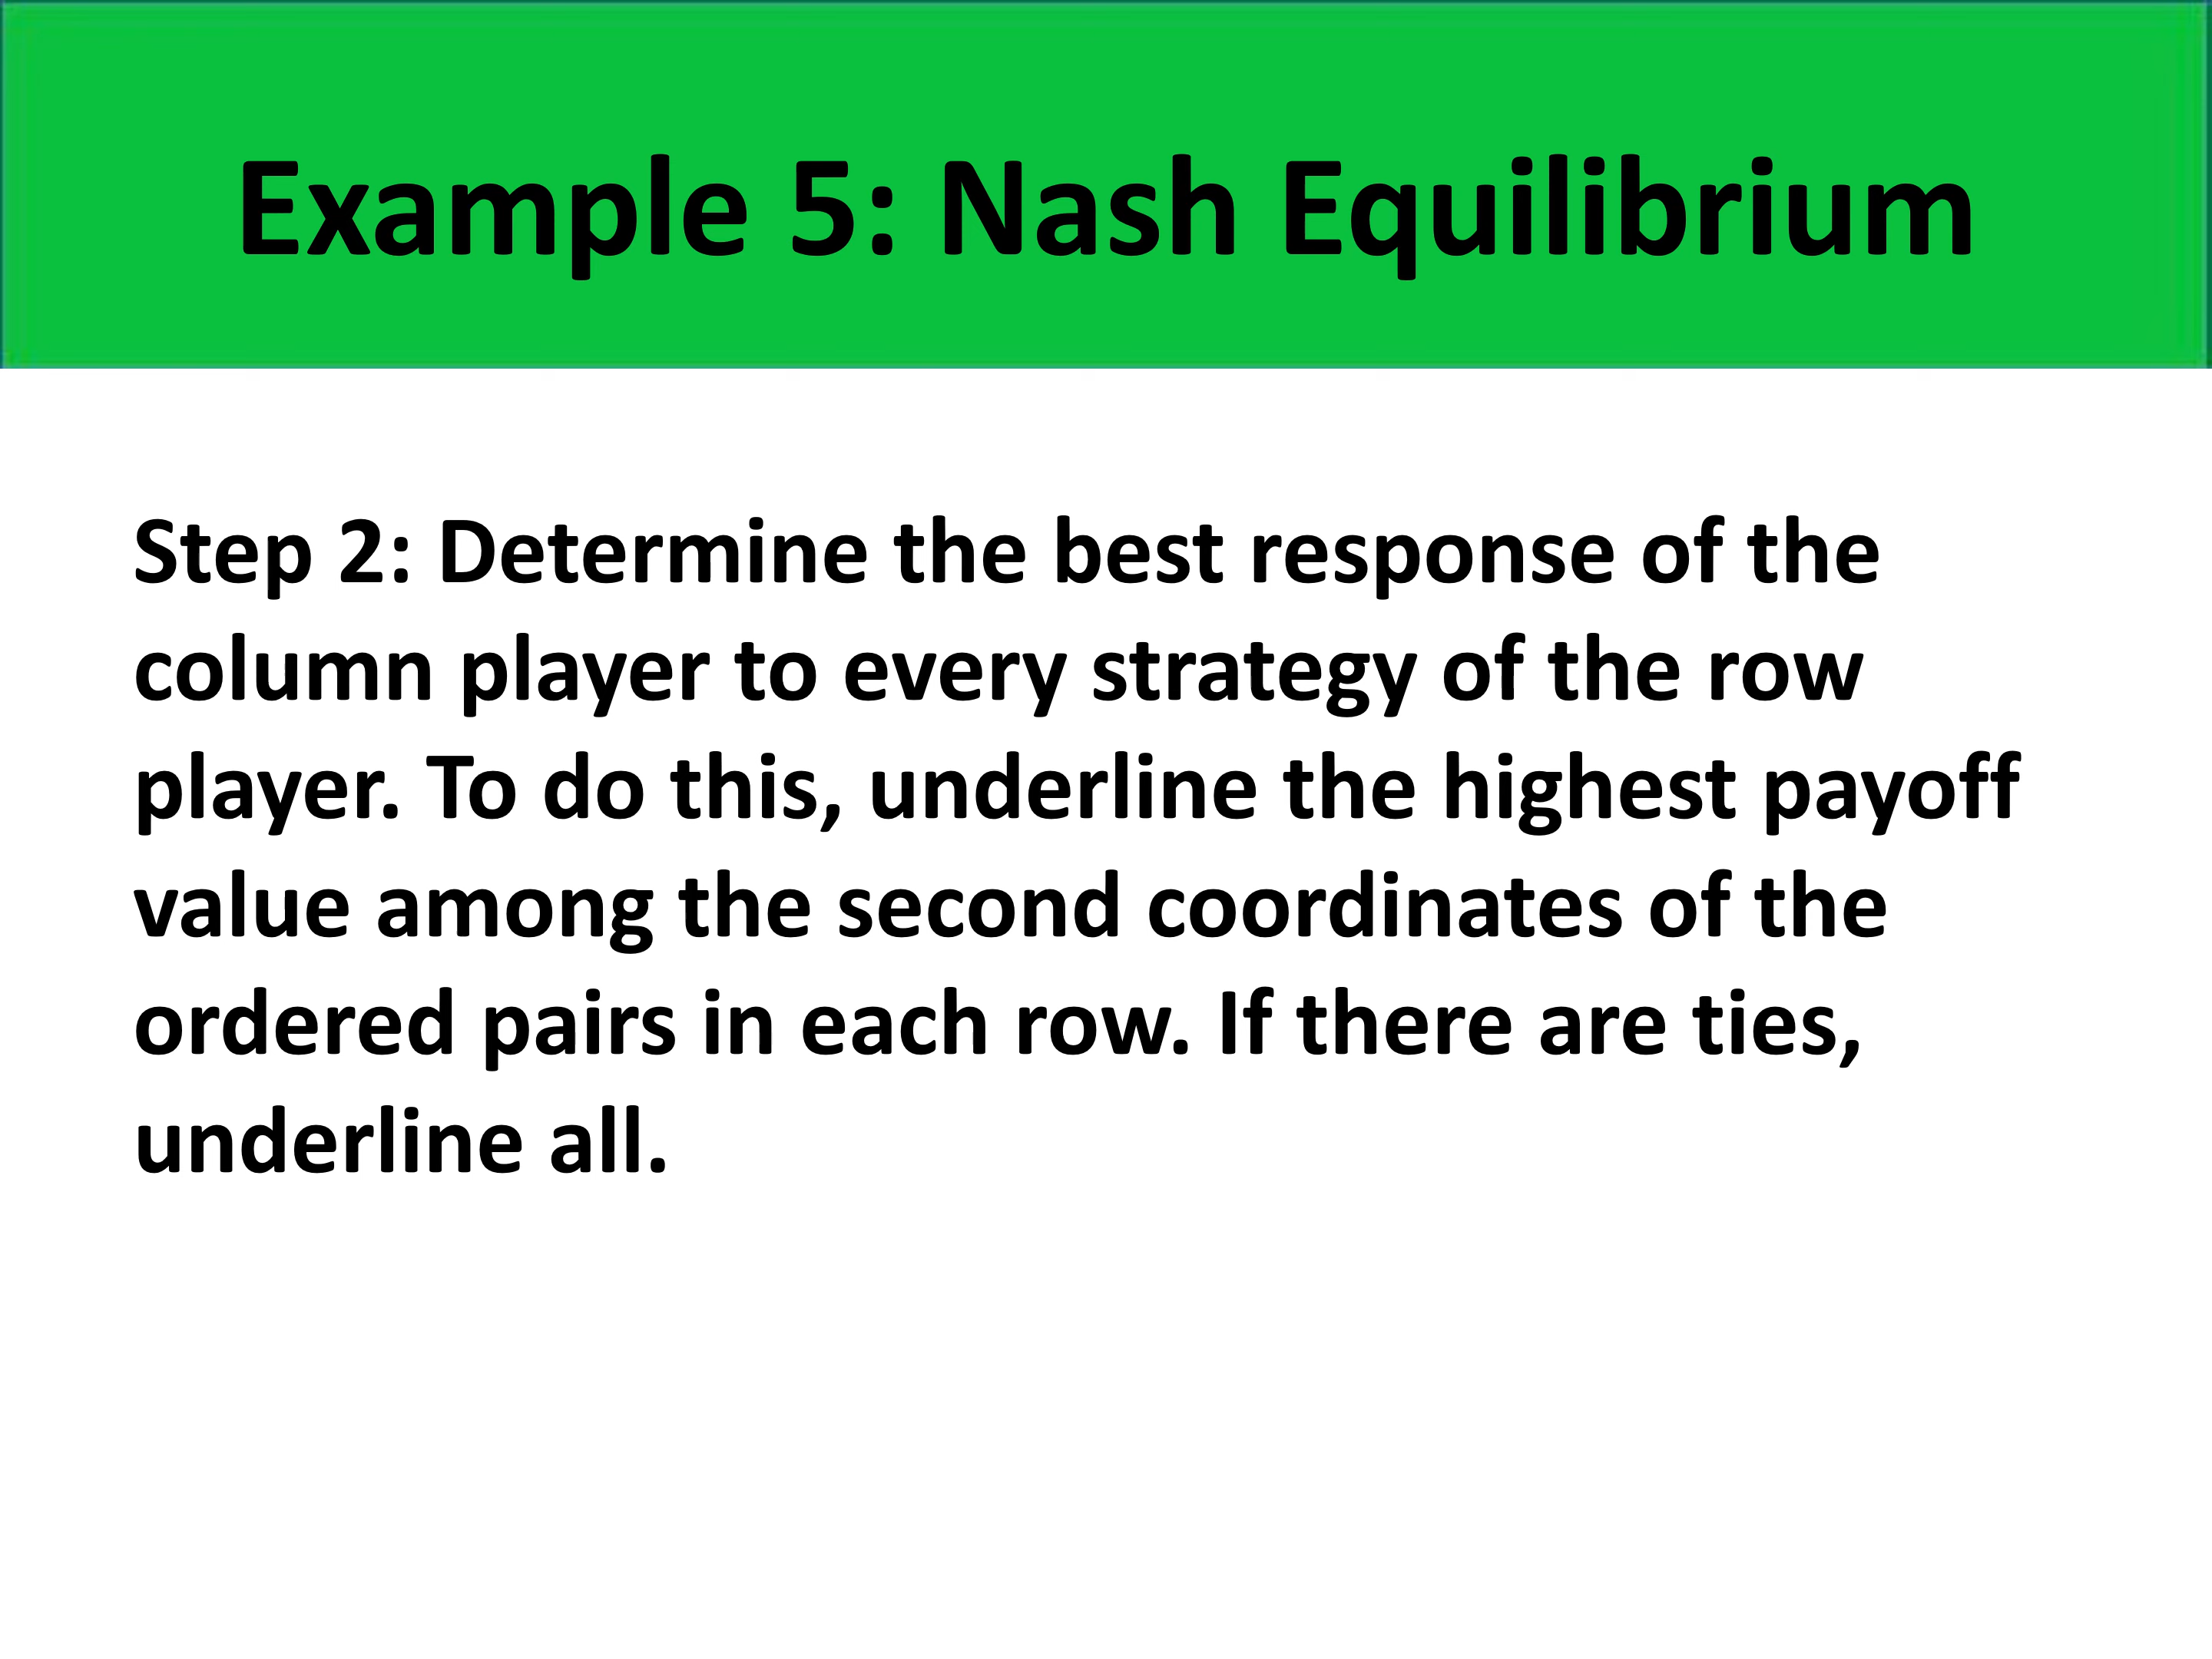 Example 5: Nash Equilibrium
Step 2: Determine the best response of the
column player to every strategy of the row
player. To do this, underline the highest payoff
value among the second coordinates of the
ordered pairs in each row. If there are ties,
underline all.